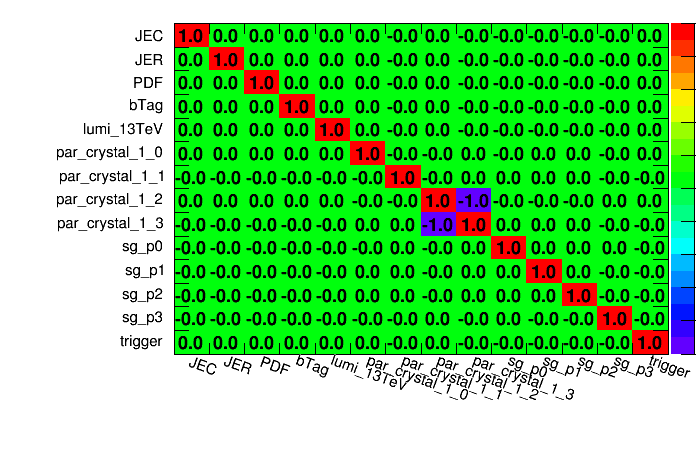 JEC 1.0 0.0 0.0 0.0 0.0 0.0 -0.0 0.0 -0.0 -0.0 -0.0 -0.0 -0.0 0.0
JER 0.0 1.0 0.0 0.0 0.0 0.0 -0.0 0.0 -0.0 -0.0 -0.0 -0.0 -0.0 0.0
PDF 0.0 0.0 1.0 0.0 0.0 0.0 -0.0 0.0 -0.0 -0.0 -0.0 -0.0 -0.0 0.0
bTag 0.0 0.0 0.0 1.0 0.0 0.0 -0.0 0.0 -0.0 -0.0 -0.0 -0.0 -0.0 0.0
lumi_13TeV 0.0 0.0 0.0 0.0 1.0 0.0 -0.0 0.0 -0.0 -0.0 -0.0 -0.0 -0.0 0.0
par_crystal_1_0 0.0 0.0 0.0 0.0 0.0 1.0 -0.0 -0.0 0.0 0.0 0.0 0.0 -0.0 0.0
par_crystal_1_1 -0.0 -0.0 -0.0 -0.0 -0.0 -0.0 1.0 -0.0 0.0 0.0 0.0 0.0 0.0 -0.0
par_crystal_1_2 0.0 0.0 0.0 0.0 0.0 -0.0 -0.0 1.0 -1.0 -0.0 -0.0 -0.0 0.0 0.0
par_crystal_1_3 -0.0 -0.0 -0.0 -0.0 -0.0 0.0 0.0 -1.0 1.0 0.0 0.0 0.0 -0.0 -0.0
sg_p0 -0.0 -0.0 -0.0 -0.0 -0.0 0.0 0.0 -0.0 0.0 1.0 0.0 0.0 -0.0 -0.0
sg_p1 -0.0 -0.0 -0.0 -0.0 -0.0 0.0 0.0 -0.0 0.0 0.0 1.0 0.0 -0.0 -0.0
sg_p2 -0.0 -0.0 -0.0 -0.0 -0.0 0.0 0.0 -0.0 0.0 0.0 0.0 1.0 -0.0 -0.0
sg_p3 -0.0 -0.0 -0.0 -0.0 -0.0 -0.0 0.0 0.0 -0.0 -0.0 -0.0 -0.0 1.0 -0.0
trigger 0.0 0.0 0.0 0.0 0.0 0.0 -0.0 0.0 -0.0 -0.0 -0.0 -0.0 -0.0 1.0
JEC JER PDF bTag lumi_13TeV par_crystal_1_0 par_crystal_1_1 par_crystal_1_2 par_crystal_1_3 sg_p0 sg_p1 sg_p2 sg_p3 trigger